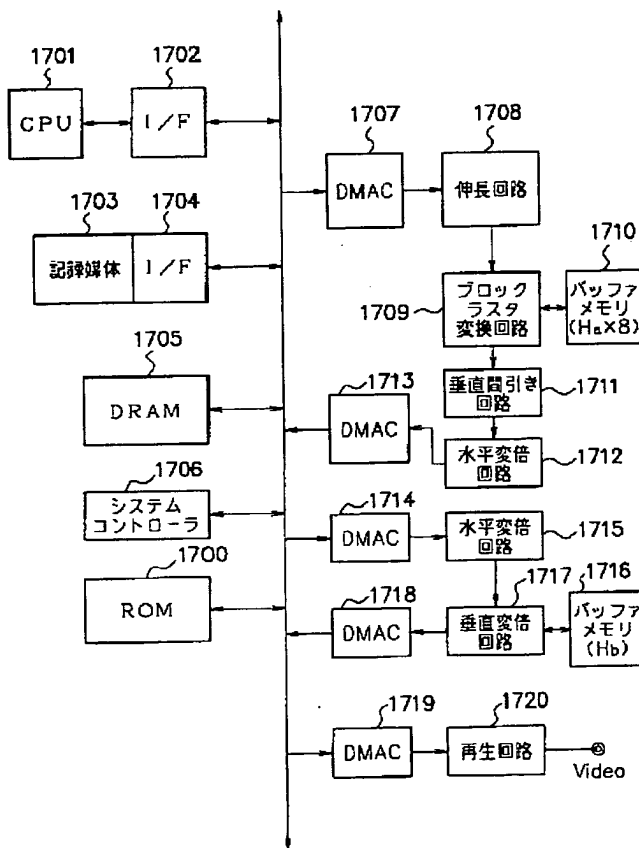 1701
1702
CPU
I/F
1707
1708
DMAC
伸長回路
1703
1704
記録媒体
I/F
1710
ブロック
ラスタ
変換回路
1709
バッファ
メモリ
(Ha×8)
1705
DRAM
1713
垂直間引き
回路
1711
DMAC
水平変倍
回路
1712
1706
システム
コントローラ
1714
DMAC
水平変倍
回路
1715
1700
ROM
1718
1717
1716
DMAC
垂直変倍
回路
バッファ
メモリ
(Hb)
1719
1720
DMAC
再生回路
Video